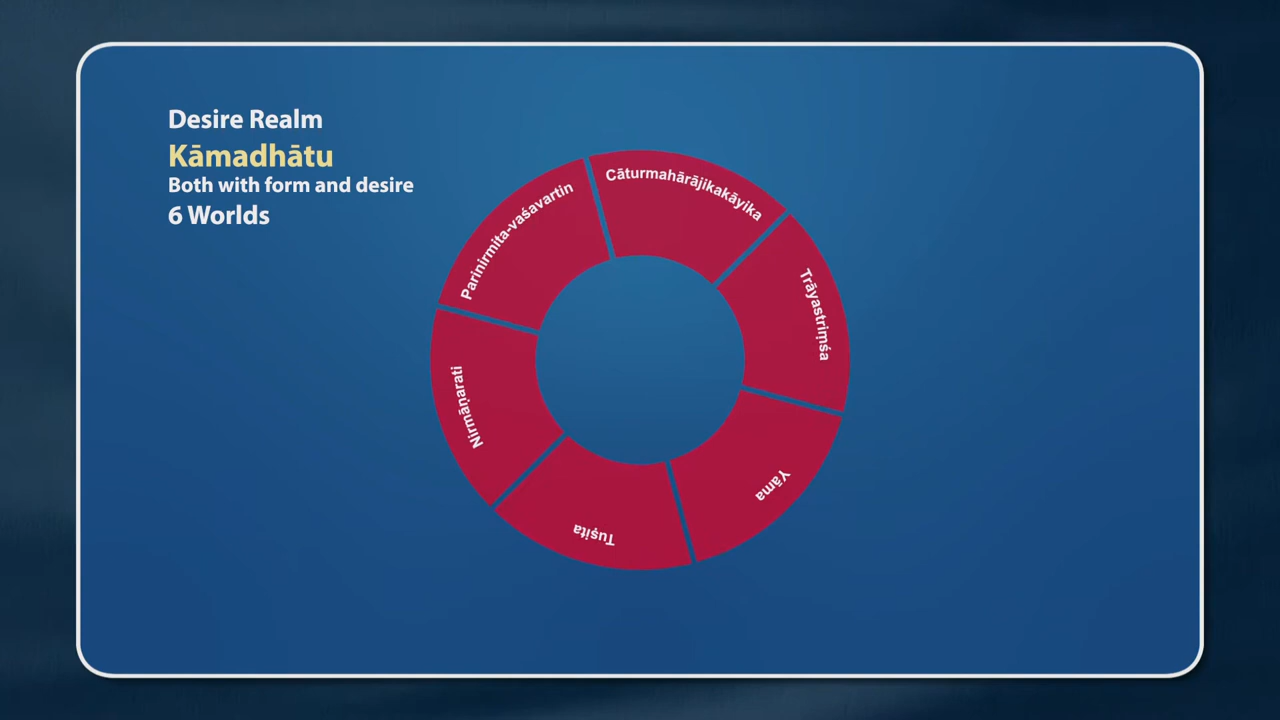 Desire Realm
Kāmadhātu
Both with form and desire
6 Worlds
Cāturmahārājikakāyika
Trāyastriṃśa
Yāma
Tuṣita
Nirmāṇarati
Parinirmita-vaśavartin